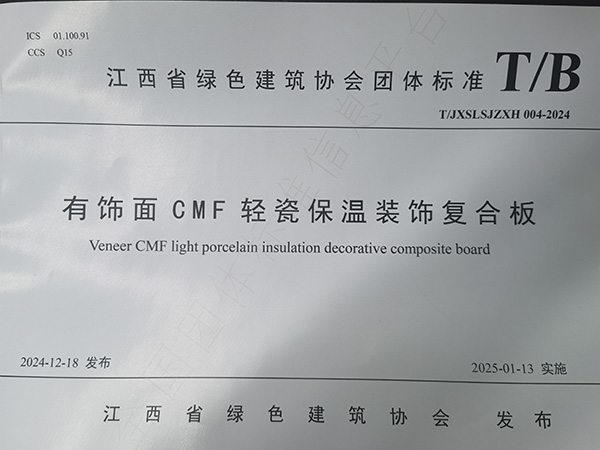 ICS 01.100.91
CCS Q15
江西省绿色建筑协会团体标准 T/B
T/JXSLSJZXH 004-2024
有饰面 CMF 轻瓷保温装饰复合板
Veneer CMF light porcelain insulation decorative composite board
2024-12-18 发布
2025-01-13 实施
江西省绿色建筑协会 发布